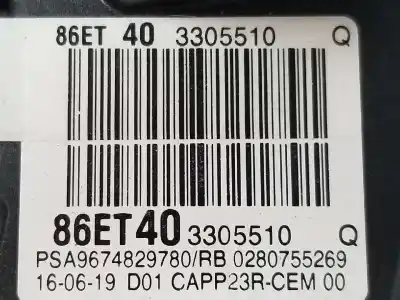 86ET 40 3305510 Q
86ET40 3305510 Q
PSA9674829780/RB 0280755269
16-06-19 D01 CAPP23R-CEM 00